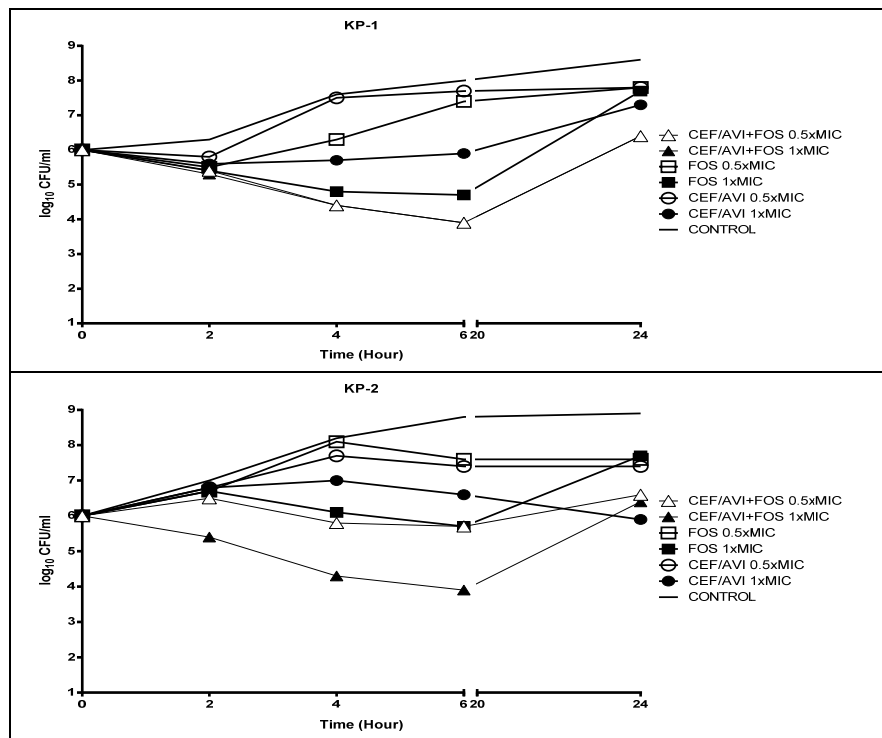 KP-1
9
8
7
6
5
4
3
2
1
log10 CFU/ml
0 2 4 6 20 24
Time (Hour)
CEF/AVI+FOS 0.5xMIC
CEF/AVI+FOS 1xMIC
FOS 0.5xMIC
FOS 1xMIC
CEF/AVI 0.5xMIC
CEF/AVI 1xMIC
CONTROL
KP-2
9
8
7
6
5
4
3
2
1
log10 CFU/ml
0 2 4 6 20 24
Time (Hour)
CEF/AVI+FOS 0.5xMIC
CEF/AVI+FOS 1xMIC
FOS 0.5xMIC
FOS 1xMIC
CEF/AVI 0.5xMIC
CEF/AVI 1xMIC
CONTROL